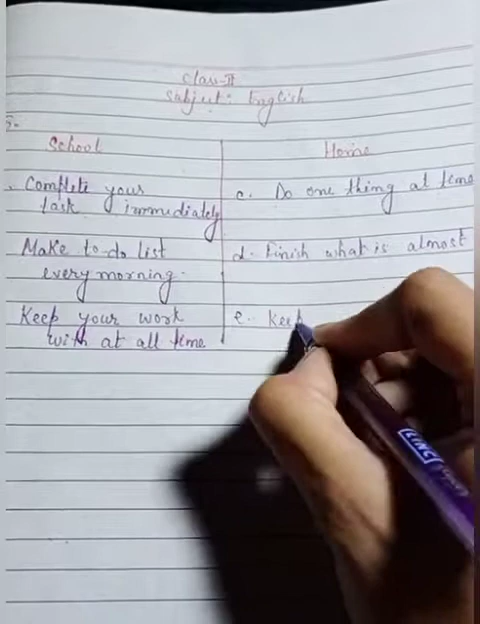 Class-II
Subject: English
School
Complete your
task immediately
Make to-do list
every morning.
Keep your work
with at all time
Home
c. Do one thing at time
d. Finish what is almost
e. Keep
LINC